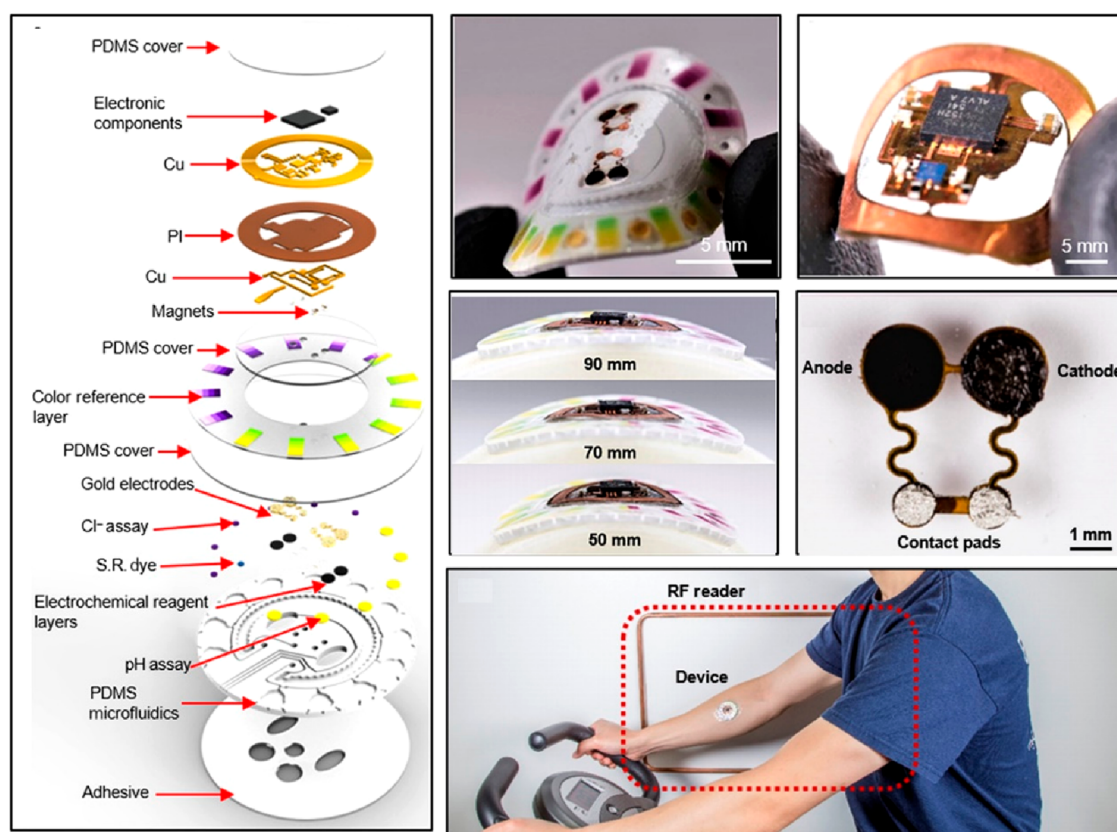 PDMS cover
Electronic
components
Cu
PI
Cu
Magnets
PDMS cover
Color reference
layer
PDMS cover
Gold electrodes
Cl⁻ assay
S.R. dye
Electrochemical reagent
layers
pH assay
PDMS
microfluidics
Adhesive
5 mm
5 mm
90 mm
70 mm
50 mm
Anode
Cathode
Contact pads
1 mm
RF reader
Device